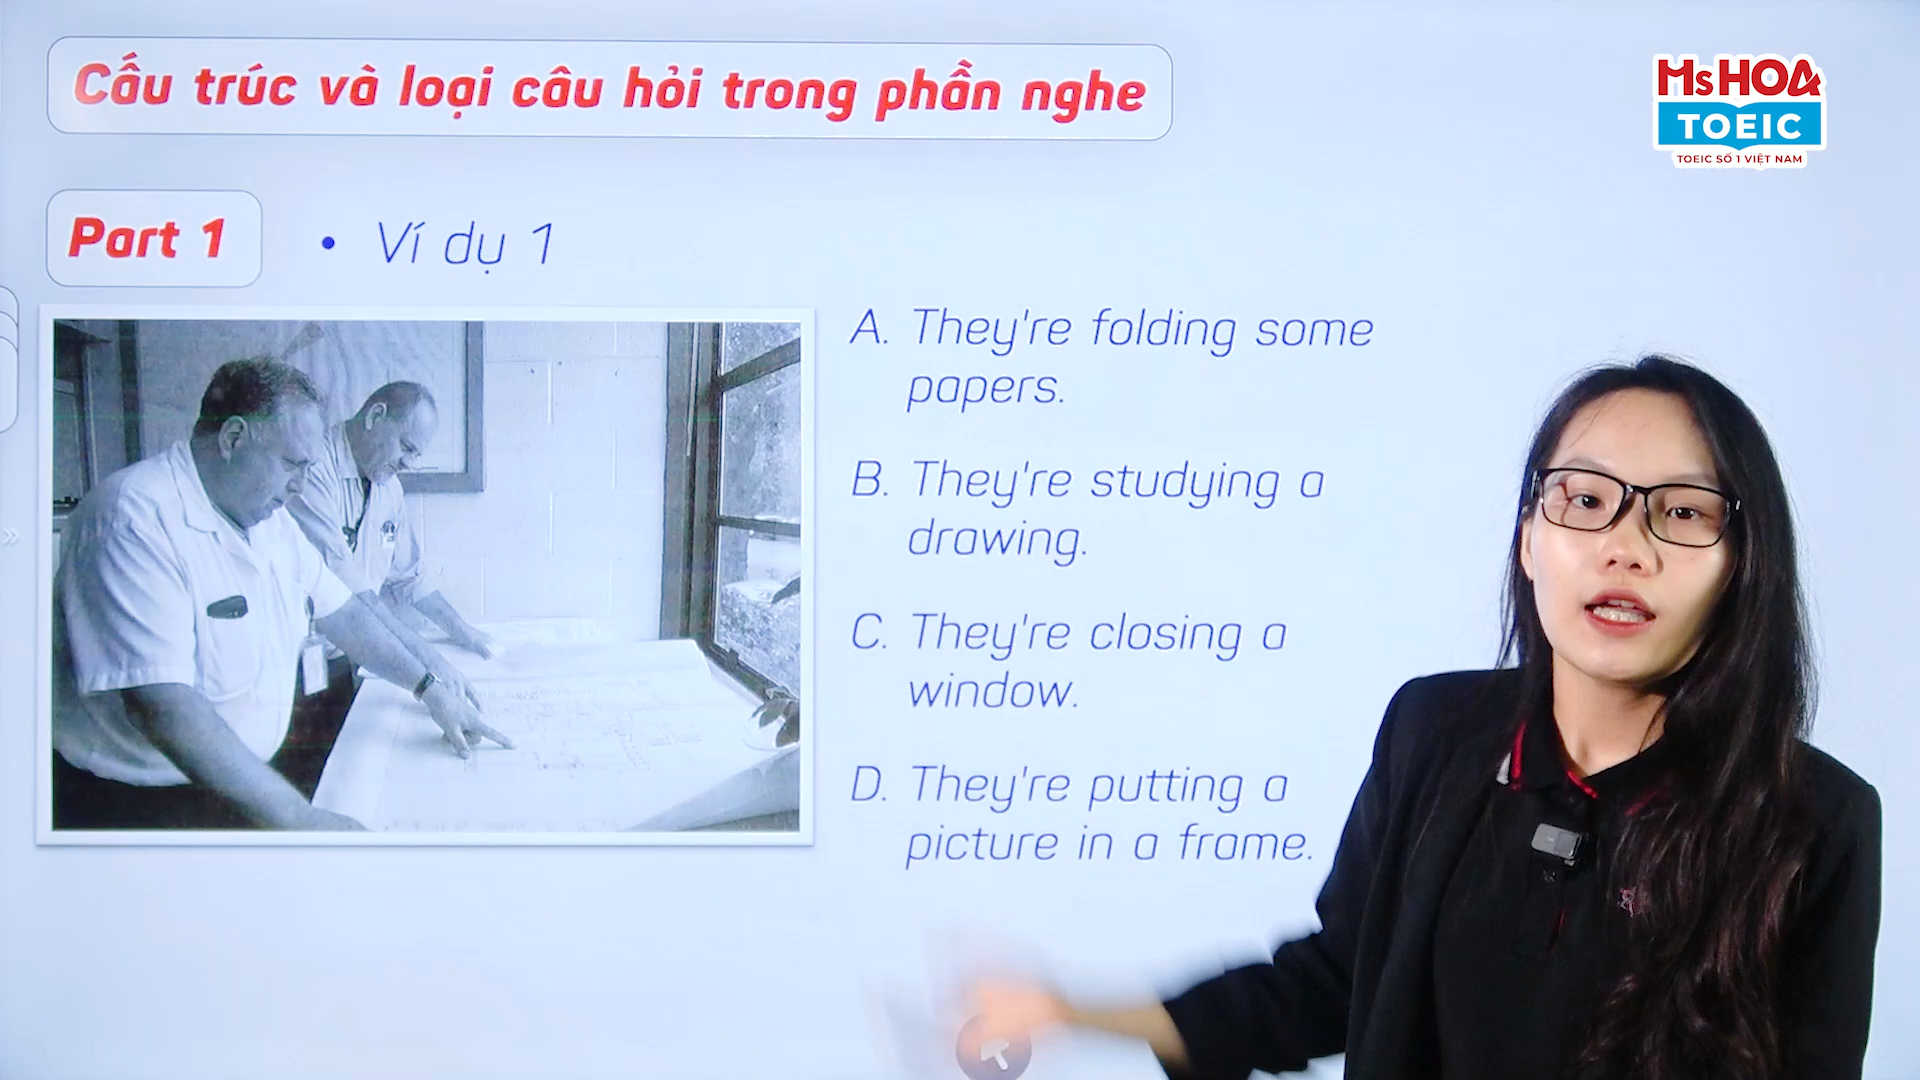 Cấu trúc và loại câu hỏi trong phần nghe
MsHOA
TOEIC
TOEIC SỐ 1 VIỆT NAM
Part 1
• Ví dụ 1
A. They're folding some
papers.
B. They're studying a
drawing.
C. They're closing a
window.
D. They're putting a
picture in a frame.